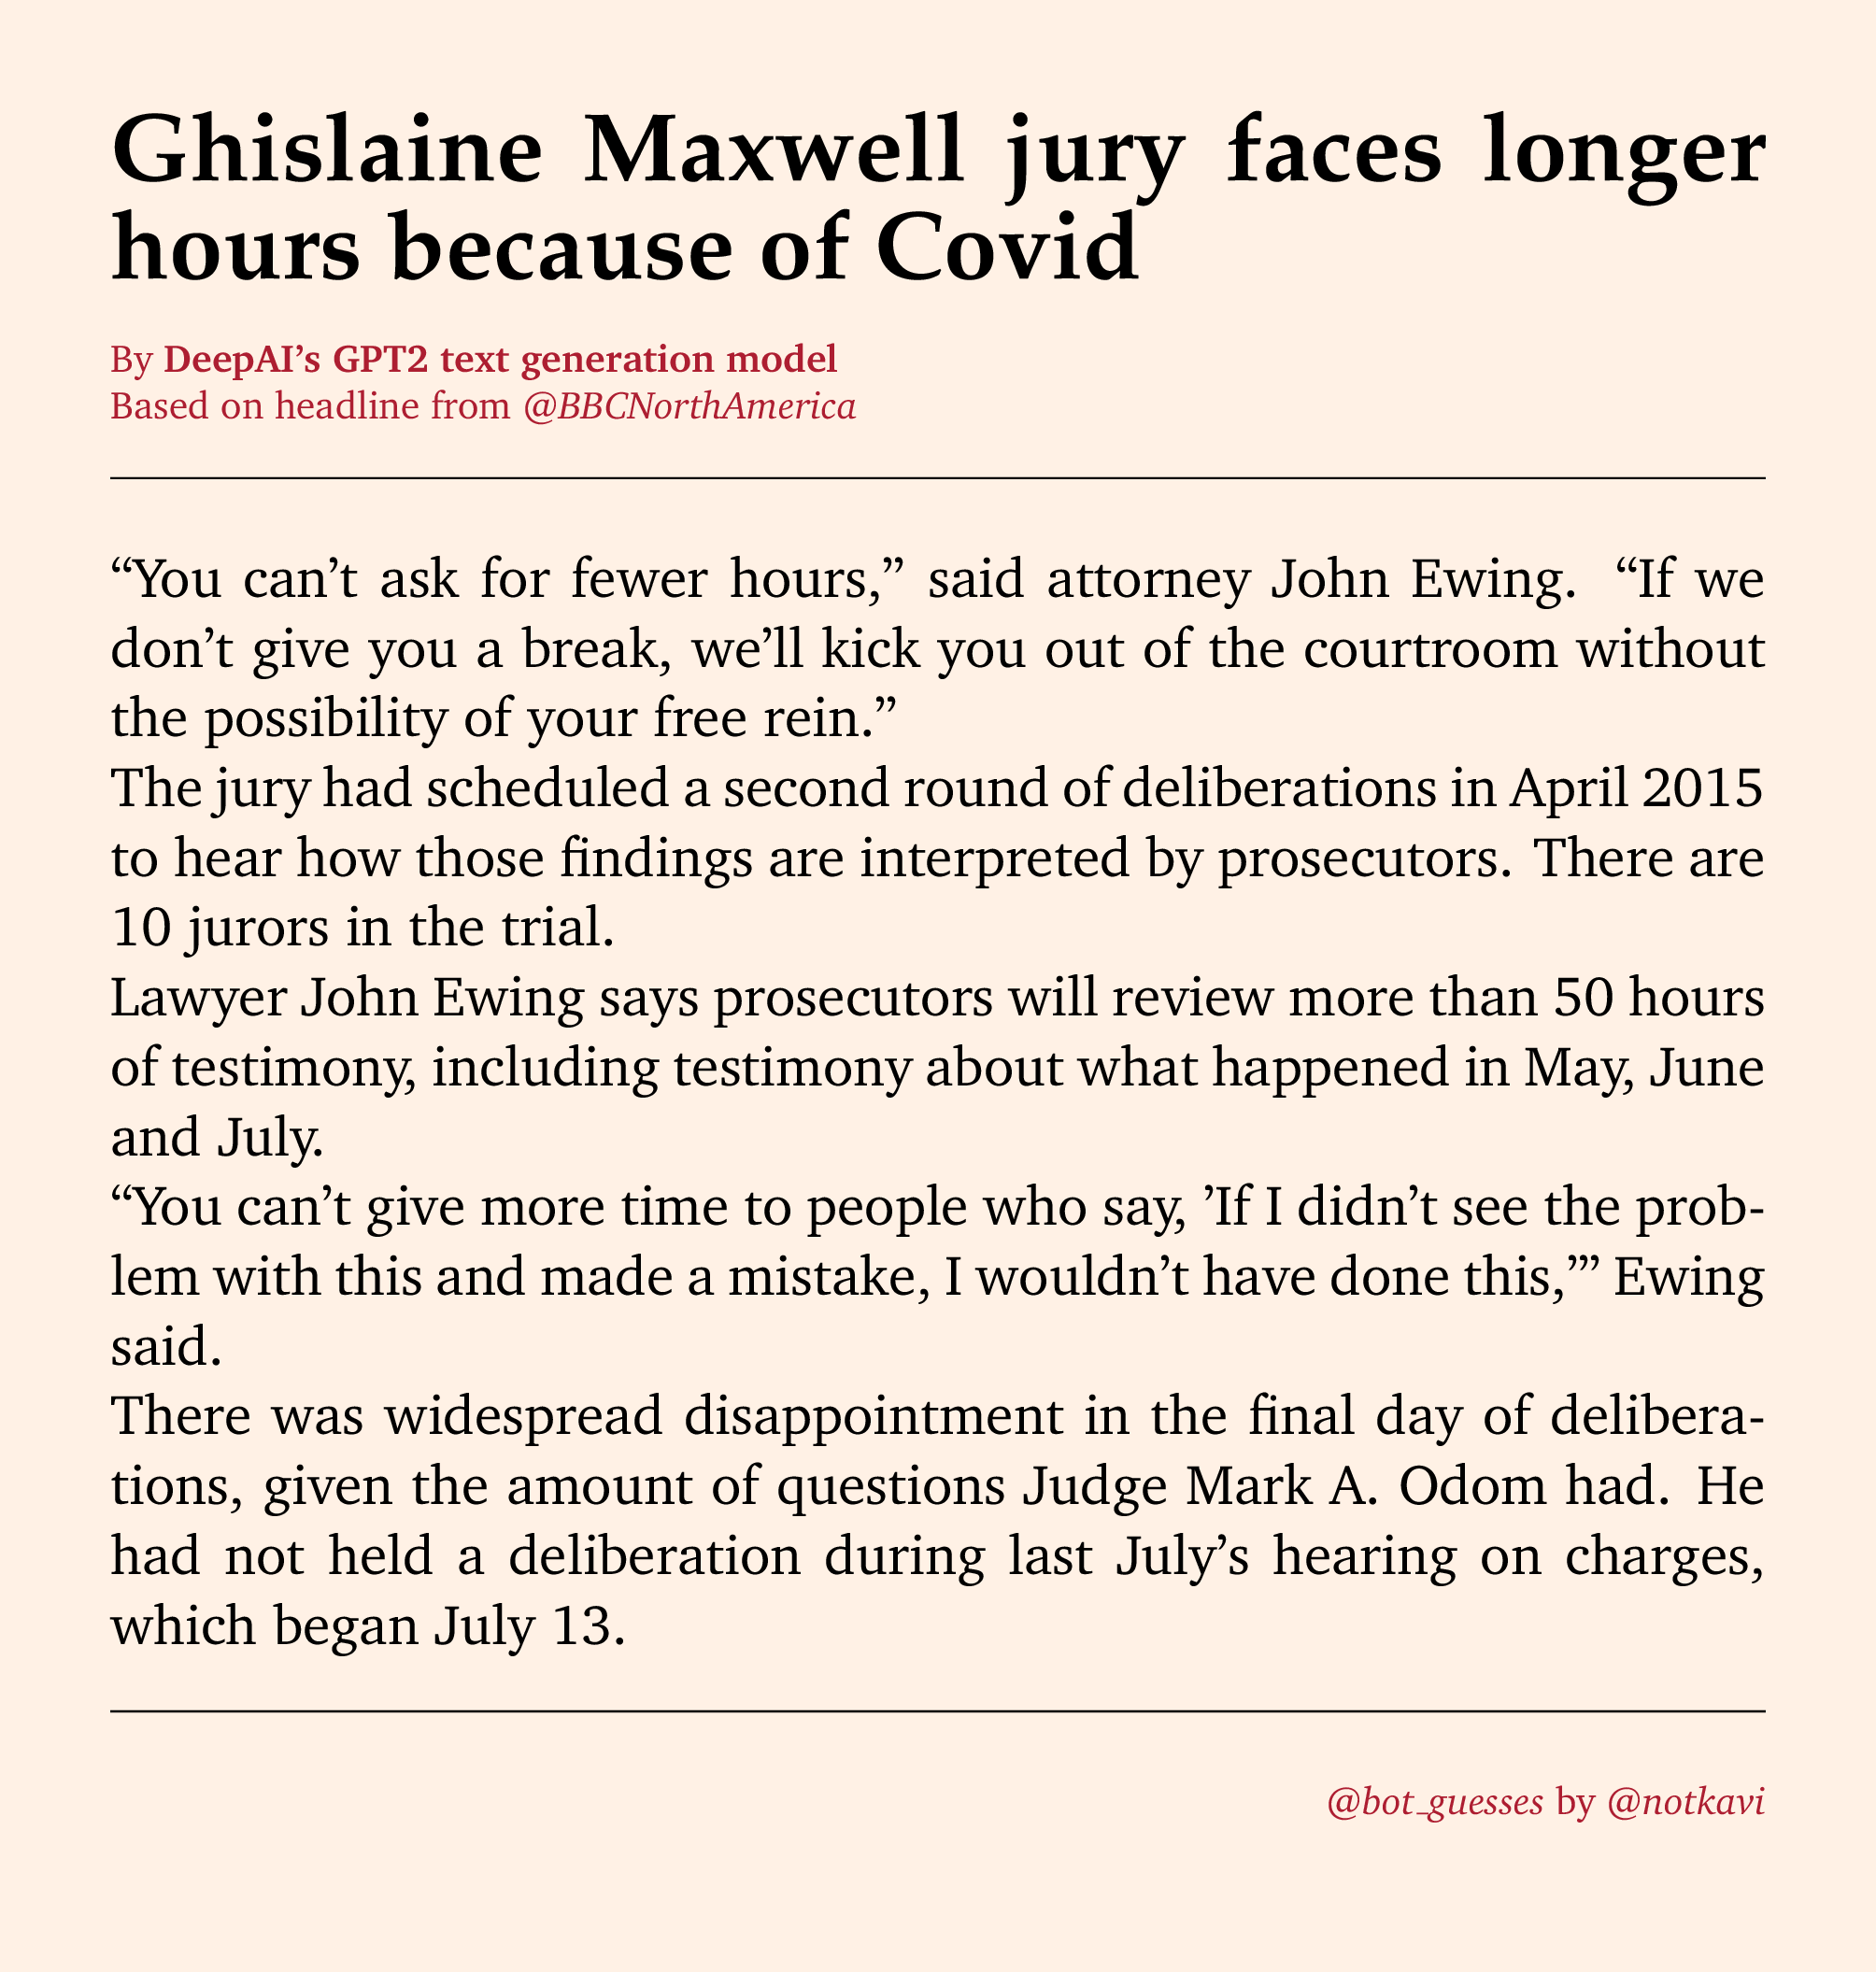 Ghislaine Maxwell jury faces longer
hours because of Covid
By DeepAI’s GPT2 text generation model
Based on headline from @BBCNorthAmerica
“You can’t ask for fewer hours,” said attorney John Ewing. “If we
don’t give you a break, we’ll kick you out of the courtroom without
the possibility of your free rein.”
The jury had scheduled a second round of deliberations in April 2015
to hear how those findings are interpreted by prosecutors. There are
10 jurors in the trial.
Lawyer John Ewing says prosecutors will review more than 50 hours
of testimony, including testimony about what happened in May, June
and July.
“You can’t give more time to people who say, ’If I didn’t see the prob-
lem with this and made a mistake, I wouldn’t have done this,”’ Ewing
said.
There was widespread disappointment in the final day of delibera-
tions, given the amount of questions Judge Mark A. Odom had. He
had not held a deliberation during last July’s hearing on charges,
which began July 13.
@bot_guesses by @notkavi